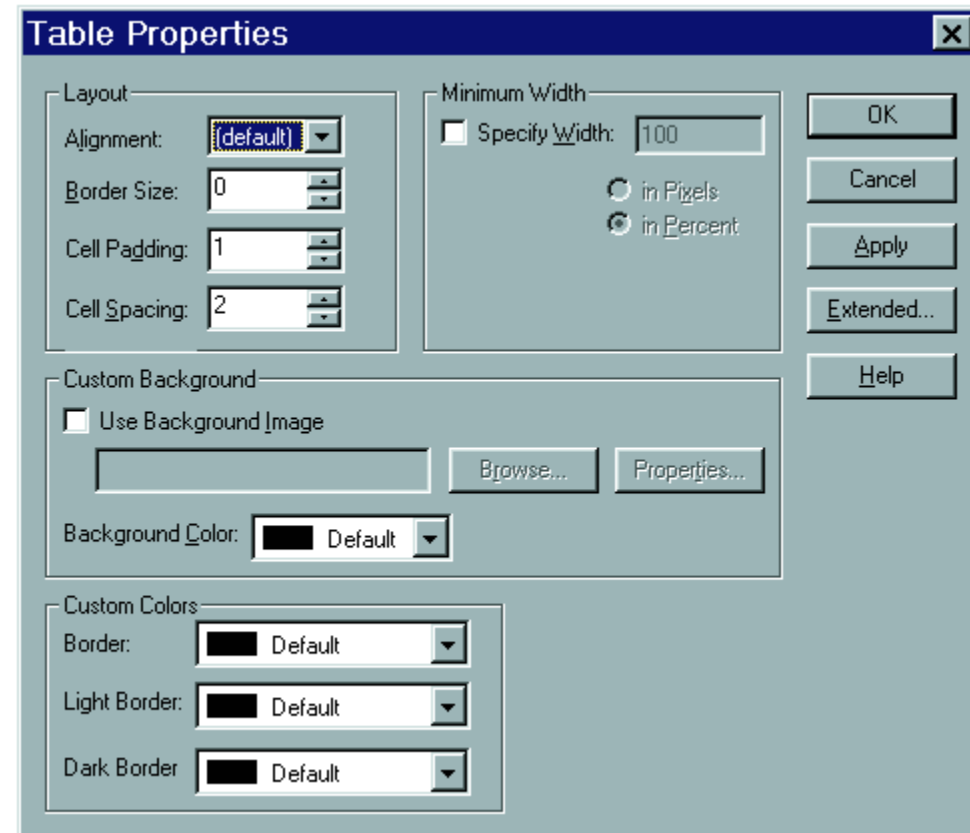 Table Properties
Layout
Alignment: (default)
Border Size: 0
Cell Padding: 1
Cell Spacing: 2
Minimum Width
Specify Width: 100
in Pixels
in Percent
OK
Cancel
Apply
Extended...
Help
Custom Background
Use Background Image
Browse... Properties...
Background Color: Default
Custom Colors
Border: Default
Light Border: Default
Dark Border Default